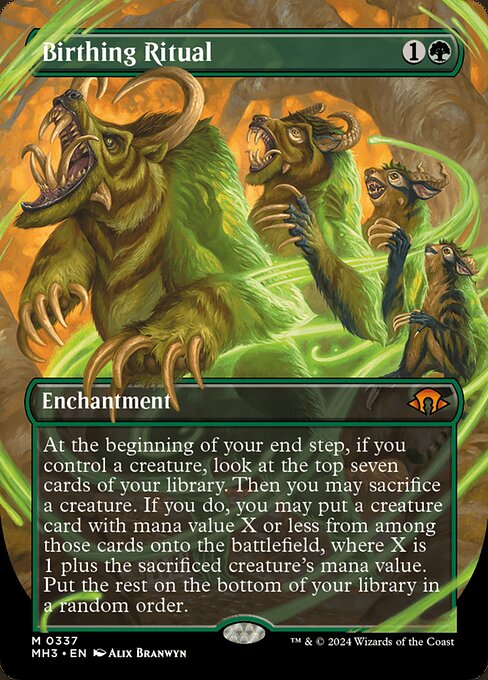 Birthing Ritual 1
Enchantment
At the beginning of your end step, if you
control a creature, look at the top seven
cards of your library. Then you may sacrifice
a creature. If you do, you may put a creature
card with mana value X or less from among
those cards onto the battlefield, where X is
1 plus the sacrificed creature's mana value.
Put the rest on the bottom of your library in
a random order.
M 0337
MH3 • EN Alix Branwyn
™ & © 2024 Wizards of the Coast